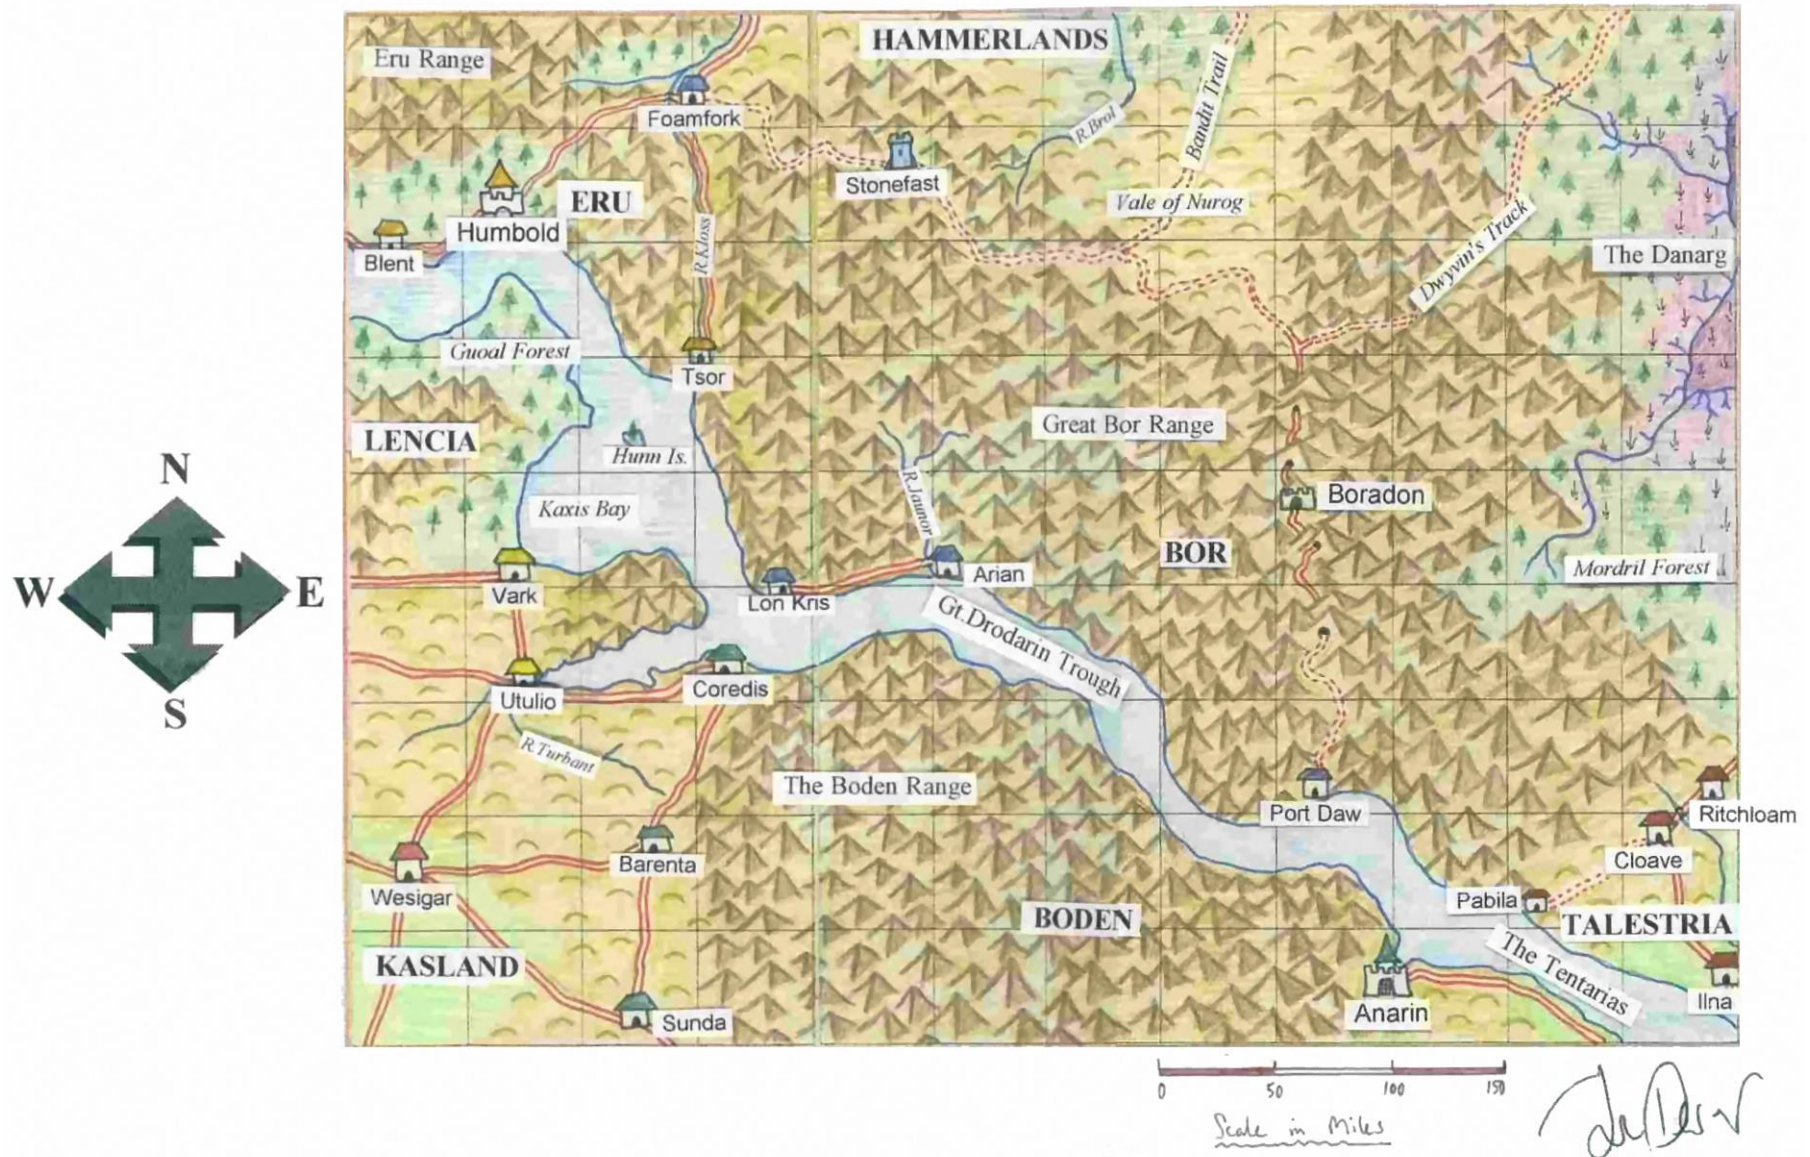 HAMMERLANDS
Eru Range
Foamfork
R.Brol
Bandit Trail
Stonefast
ERU
Vale of Nurog
Humbold
R.Kloss
Blent
The Danarg
Dwyvin's Track
Guoal Forest
Tsor
Great Bor Range
LENCIA
Hunn Is.
N
R.Jaunor
Boradon
Kaxis Bay
BOR
Mordril Forest
Arian
W
E
Vark
Lon Kris
Gt.Drodarin Trough
Coredis
Utulio
S
R.Turbant
The Boden Range
Port Daw
Ritchloam
Cloave
Barenta
Wesigar
Pabila
BODEN
TALESTRIA
KASLAND
The Tentarias
Ilna
Anarin
Sunda
0 50 100 150
Scale in Miles